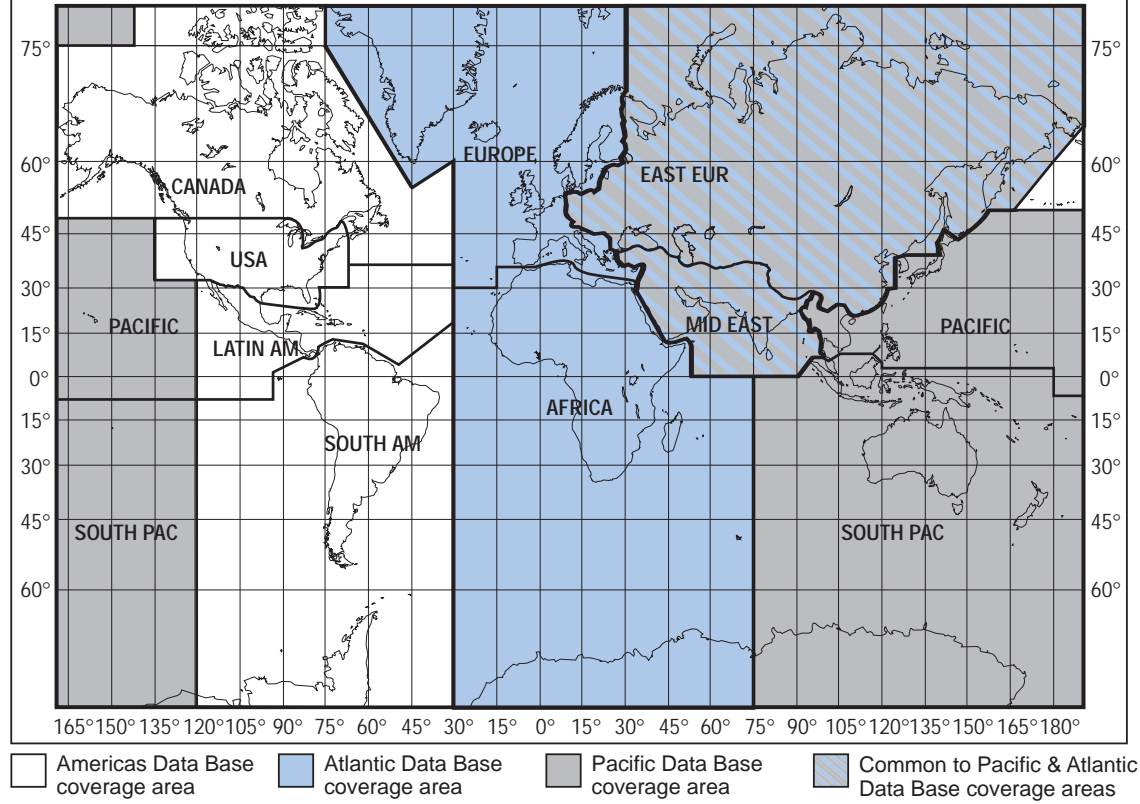 75° 75°
60° EUROPE EAST EUR 60°
CANADA
45° 45°
USA
30° 30°
PACIFIC MID EAST PACIFIC
15° 15°
LATIN AM
0° 0°
AFRICA
15° 15°
SOUTH AM
30° 30°
45° 45°
SOUTH PAC SOUTH PAC
60° 60°
165° 150° 135° 120° 105° 90° 75° 60° 45° 30 15° 0° 15° 30° 45° 60° 75° 90° 105° 120° 135° 150° 165° 180°
Americas Data Base
coverage area
Atlantic Data Base
coverage area
Pacific Data Base
coverage area
Common to Pacific & Atlantic
Data Base coverage areas